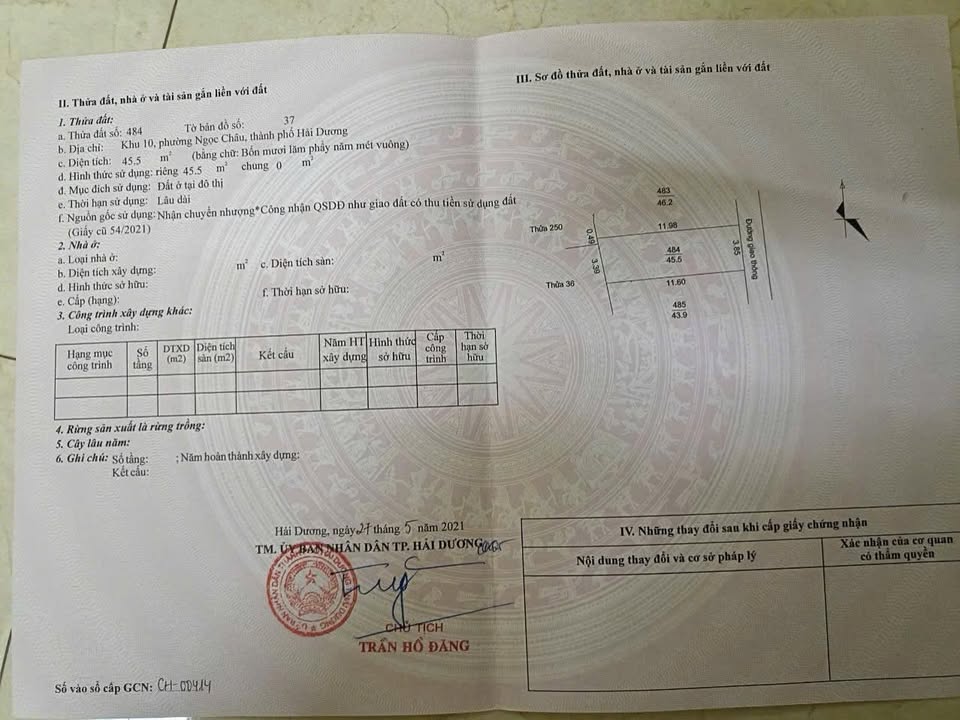 II. Thửa đất, nhà ở và tài sản gắn liền với đất
1. Thửa đất:
a. Thửa đất số: 484 Tờ bản đồ số: 37
b. Địa chỉ: Khu 10, phường Ngọc Châu, thành phố Hải Dương
c. Diện tích: 45.5 m² (bằng chữ: Bốn mươi lăm phẩy năm mét vuông)
d. Hình thức sử dụng: riêng 45.5 m² chung 0 m²
đ. Mục đích sử dụng: Đất ở tại đô thị
e. Thời hạn sử dụng: Lâu dài
f. Nguồn gốc sử dụng: Nhận chuyển nhượng*Công nhận QSDĐ như giao đất có thu tiền sử dụng đất
(Giấy cũ 54/2021)
2. Nhà ở:
a. Loại nhà ở:
b. Diện tích xây dựng: m² c. Diện tích sàn: m²
d. Hình thức sở hữu:
e. Cấp (hạng): f. Thời hạn sở hữu:
3. Công trình xây dựng khác:
Loại công trình:
Hạng mục công trình Số tầng DTXD (m2) Diện tích sàn (m2) Kết cấu Năm HT xây dựng Hình thức sở hữu Cấp công trình Thời hạn sở hữu
4. Rừng sản xuất là rừng trồng:
5. Cây lâu năm:
6. Ghi chú: Số tầng: ; Năm hoàn thành xây dựng:
Kết cấu:
Hải Dương, ngày 27 tháng 5 năm 2021
TM. ỦY BAN NHÂN DÂN TP. HẢI DƯƠNG
CHỦ TỊCH
TRẦN HỒ ĐĂNG
Số vào sổ cấp GCN: CH-00414
III. Sơ đồ thửa đất, nhà ở và tài sản gắn liền với đất
483
46.2
Thửa 250
0.49
11.98
Đường giao thông
484
45.5
3.85
3.39
Thửa 36
11.60
485
43.9
IV. Những thay đổi sau khi cấp giấy chứng nhận
Nội dung thay đổi và cơ sở pháp lý
Xác nhận của cơ quan
có thẩm quyền